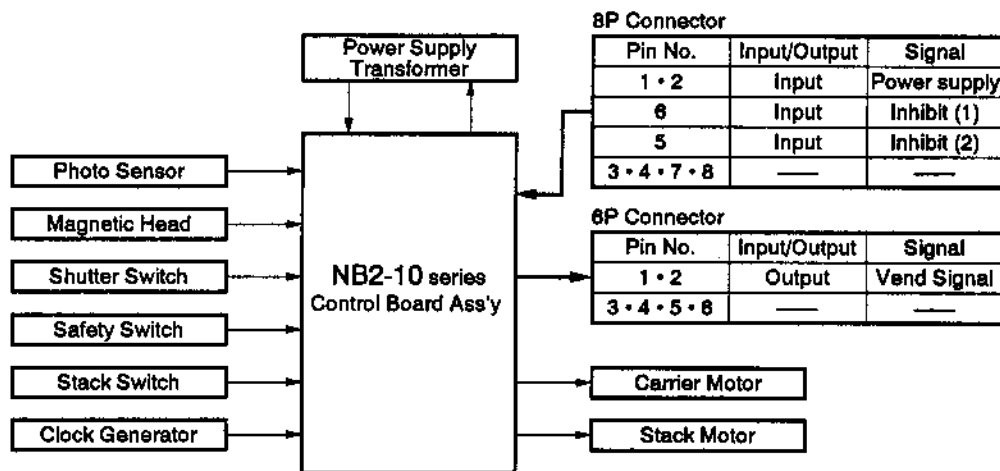 Power Supply
Transformer
8P Connector
Pin No. Input/Output Signal
1 • 2 Input Power supply
6 Input Inhibit (1)
5 Input Inhibit (2)
3 • 4 • 7 • 8 — —
Photo Sensor
Magnetic Head
Shutter Switch
Safety Switch
Stack Switch
Clock Generator
NB2-10 series
Control Board Ass'y
6P Connector
Pin No. Input/Output Signal
1 • 2 Output Vend Signal
3 • 4 • 5 • 6 — —
Carrier Motor
Stack Motor